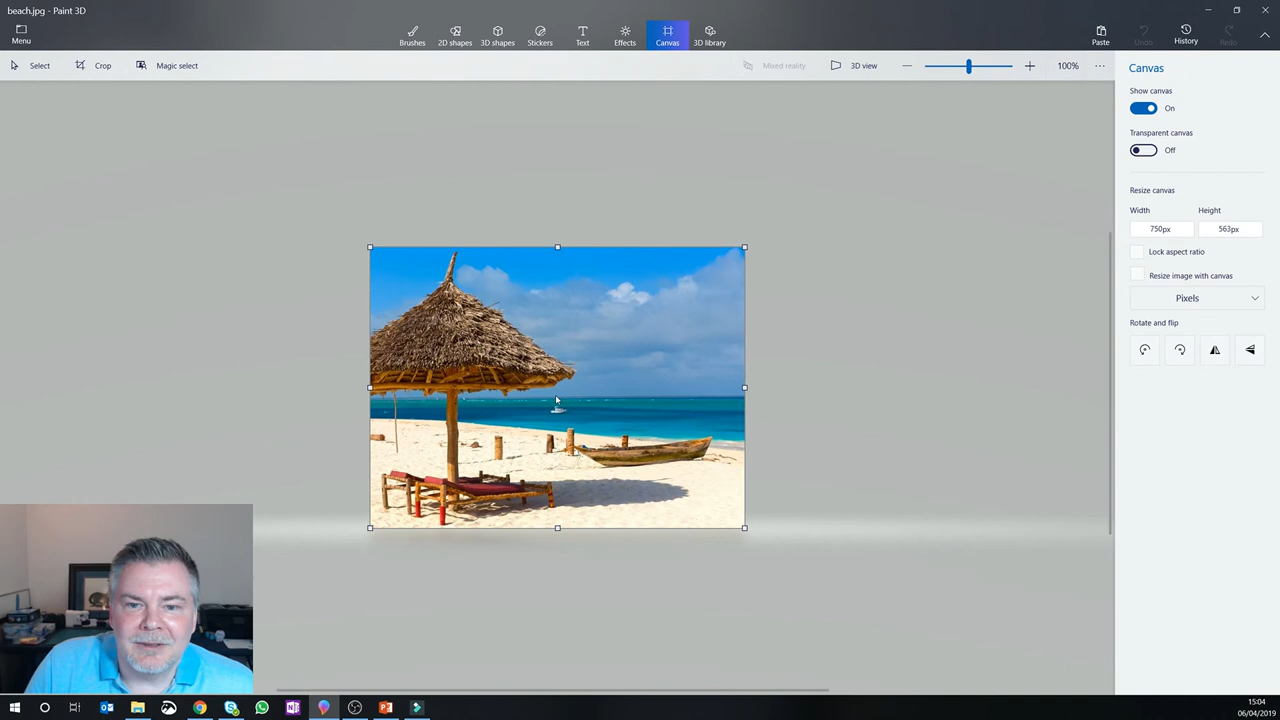 beach.jpg - Paint 3D
Menu
Brushes
2D shapes
3D shapes
Stickers
Text
Effects
Canvas
3D library
Paste
Undo
History
Redo
Select
Crop
Magic select
Mixed reality
3D view
100%
Canvas
Show canvas
On
Transparent canvas
Off
Resize canvas
Width
Height
750px
563px
Lock aspect ratio
Resize image with canvas
Pixels
Rotate and flip
15:04
06/04/2019